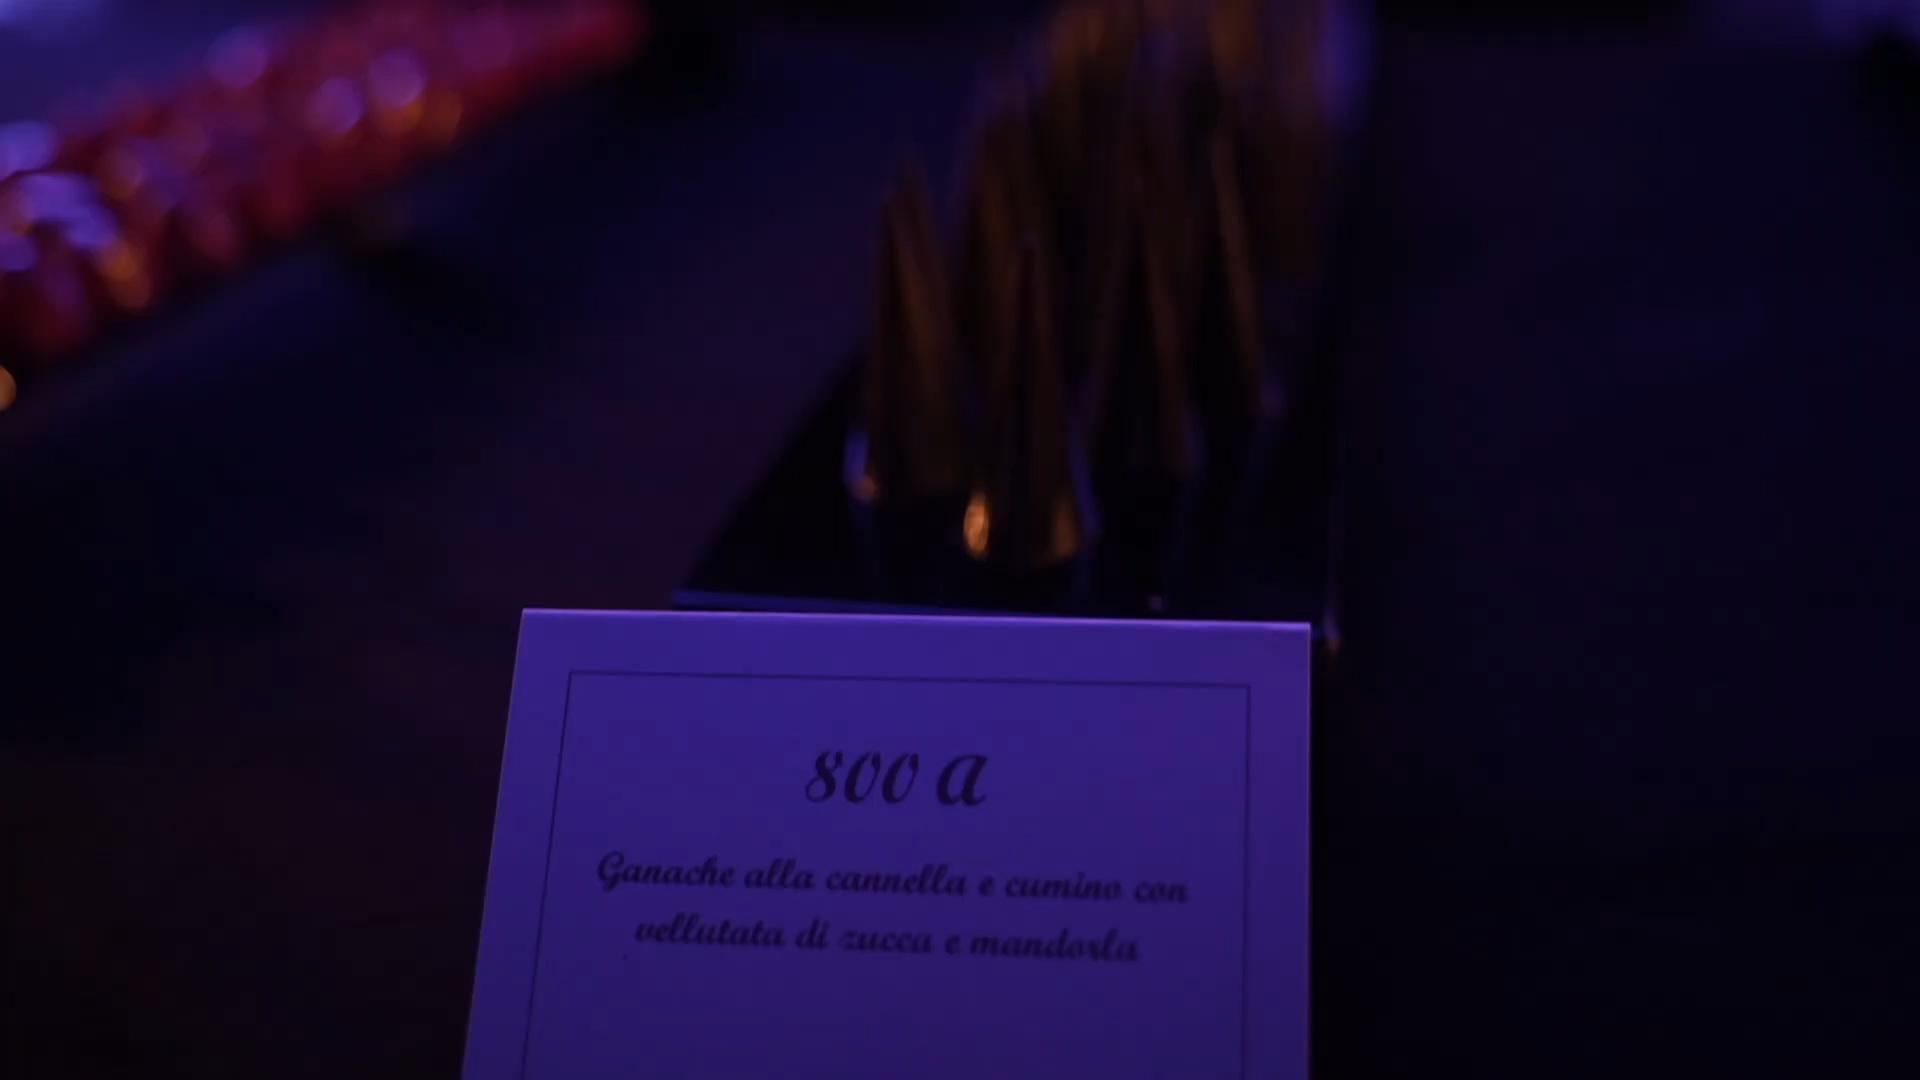 800 A
Ganache alla cannella e cumino con
vellutata di zucca e mandorla